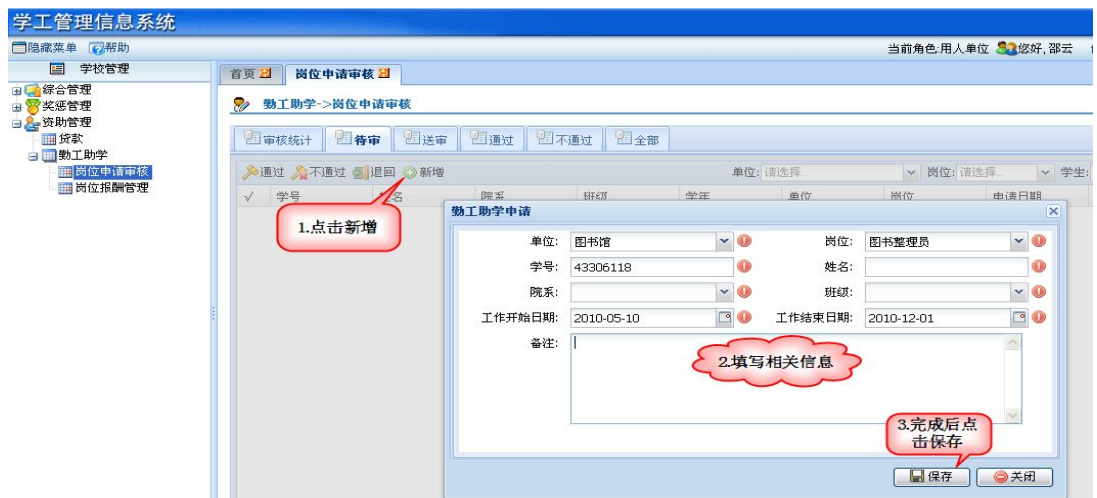 学工管理信息系统
隐藏菜单 帮助 当前角色:用人单位 您好,邵云
学校管理
首页 岗位申请审核
综合管理
奖惩管理
资助管理
贷款
勤工助学
岗位申请审核
岗位报酬管理
勤工助学->岗位申请审核
审核统计 待审 送审 通过 不通过 全部
通过 不通过 退回 新增 单位: 请选择.. 岗位: 请选择.. 学生:
√ 学号 姓名 院系 班级 学年 单位 岗位 申请日期
1.点击新增
勤工助学申请
单位: 图书馆 岗位: 图书整理员
学号: 43306118 姓名:
院系: 班级:
工作开始日期: 2010-05-10 工作结束日期: 2010-12-01
备注:
2.填写相关信息
3.完成后点
击保存
保存 关闭